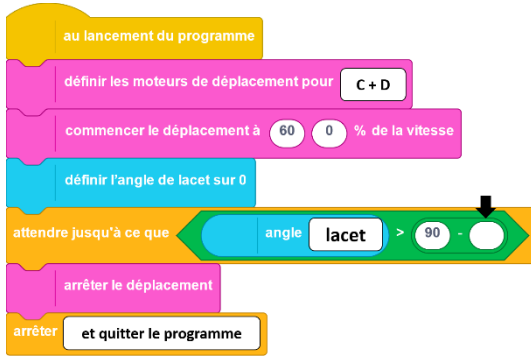 au lancement du programme
définir les moteurs de déplacement pour C + D
commencer le déplacement à 60 0 % de la vitesse
définir l'angle de lacet sur 0
attendre jusqu'à ce que angle lacet > 90 -
arrêter le déplacement
arrêter et quitter le programme